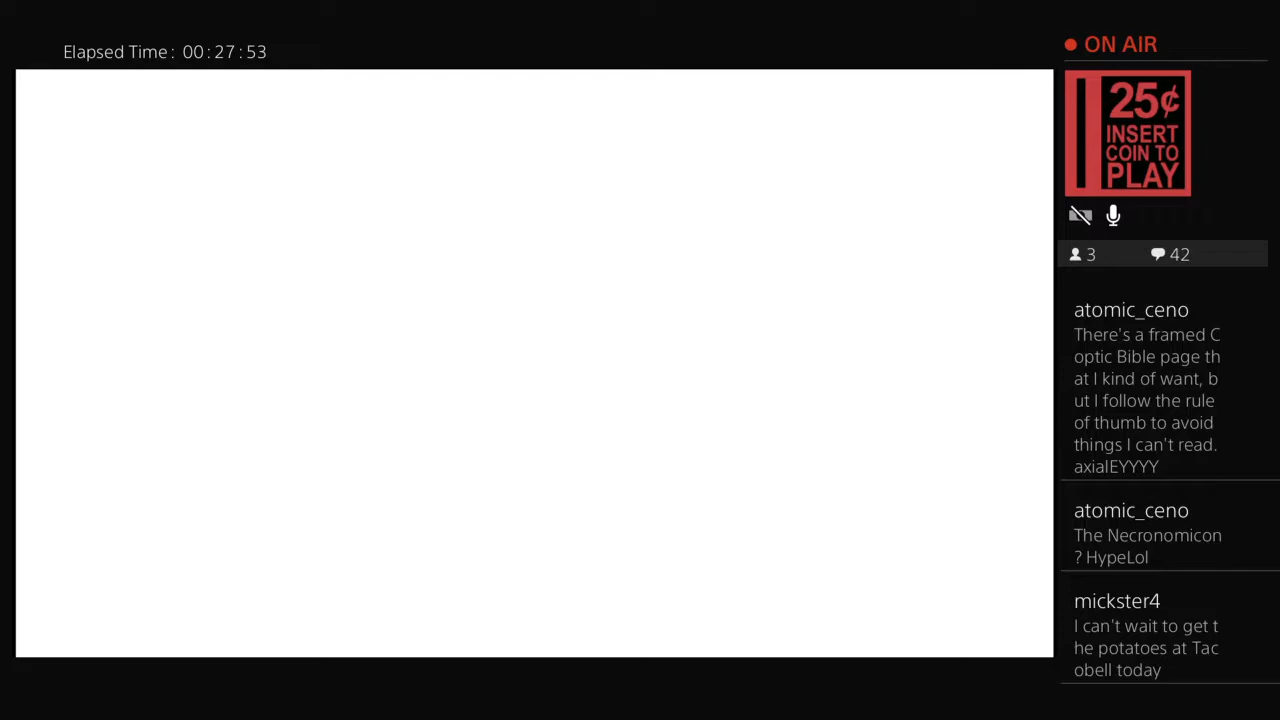 Elapsed Time: 00:27:53
ON AIR
25¢
INSERT
COIN TO
PLAY
3 42
atomic_ceno
There's a framed C
optic Bible page th
at I kind of want, b
ut I follow the rule
of thumb to avoid
things I can't read.
axialEYYYY
atomic_ceno
The Necronomicon
? HypeLol
mickster4
I can't wait to get t
he potatoes at Tac
obell today